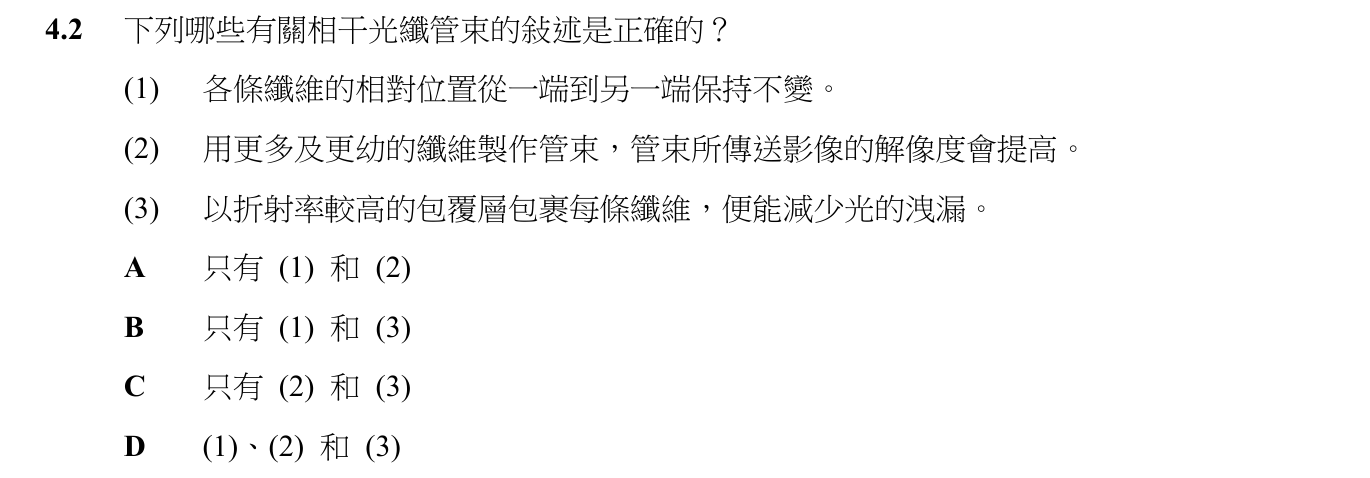 4.2 下列哪些有關相干光纖管束的敍述是正確的？
(1) 各條纖維的相對位置從一端到另一端保持不變。
(2) 用更多及更幼的纖維製作管束，管束所傳送影像的解像度會提高。
(3) 以折射率較高的包覆層包裹每條纖維，便能減少光的洩漏。
A 只有 (1) 和 (2)
B 只有 (1) 和 (3)
C 只有 (2) 和 (3)
D (1)、(2) 和 (3)